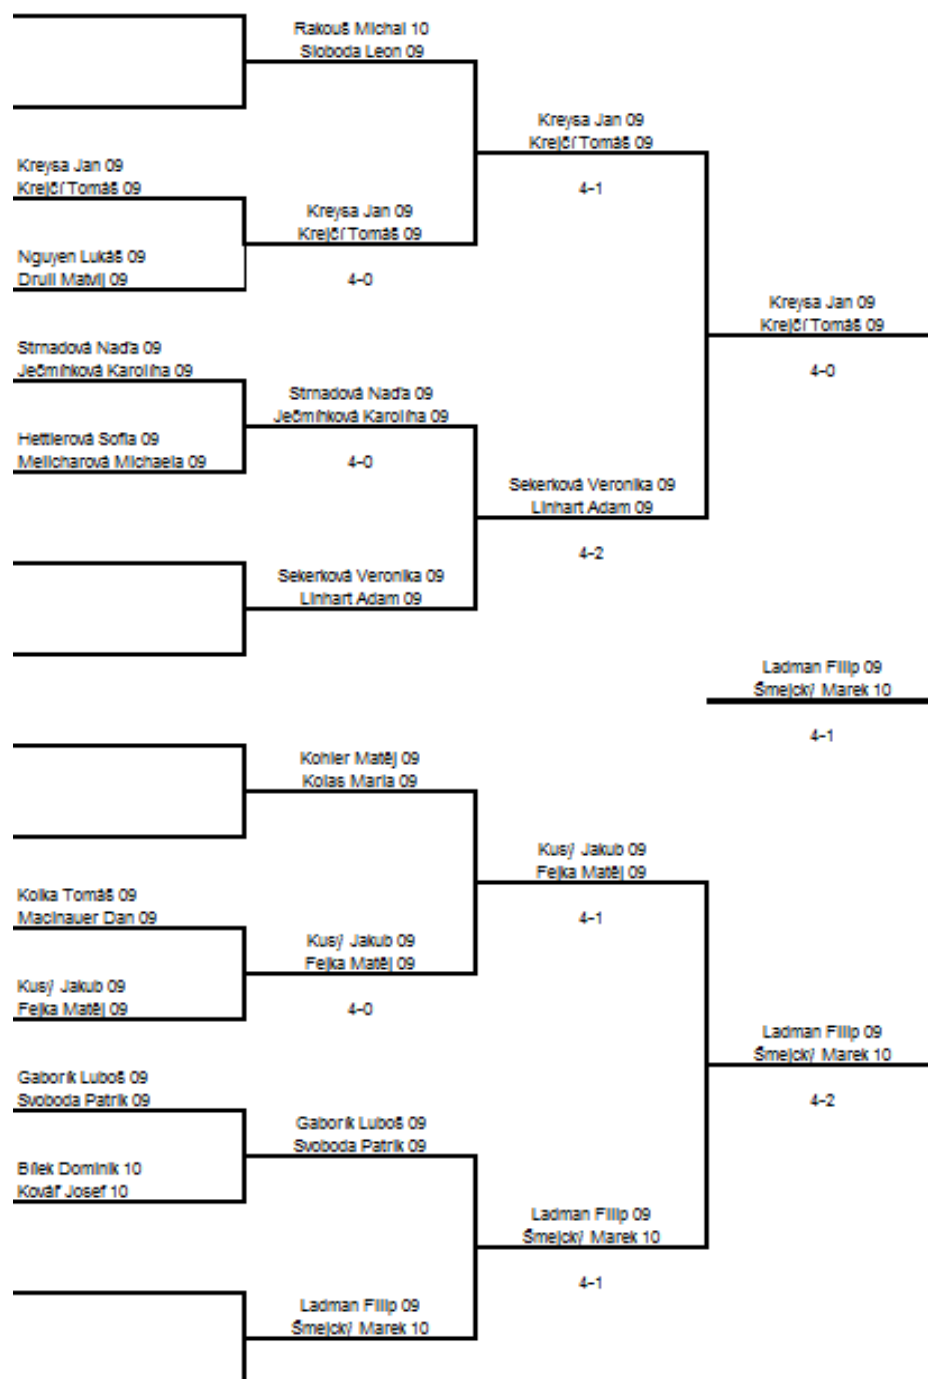 Rakouš Michal 10
Sloboda Leon 09
Kreysa Jan 09
Krejčí Tomáš 09
4-1
Kreysa Jan 09
Krejčí Tomáš 09
Kreysa Jan 09
Krejčí Tomáš 09
4-0
Nguyen Lukáš 09
Druli Matvij 09
Kreysa Jan 09
Krejčí Tomáš 09
4-0
Strnadová Naďa 09
Ječmínková Karolína 09
Strnadová Naďa 09
Ječmínková Karolína 09
4-0
Hettlerová Sofia 09
Melicharová Michaela 09
Sekerková Veronika 09
Linhart Adam 09
4-2
Sekerková Veronika 09
Linhart Adam 09
Ladman Filip 09
Šmejcký Marek 10
4-1
Kohler Matěj 09
Kolas Maria 09
Kusý Jakub 09
Fejka Matěj 09
4-1
Kolka Tomáš 09
Macinauer Dan 09
Kusý Jakub 09
Fejka Matěj 09
4-0
Kusý Jakub 09
Fejka Matěj 09
Ladman Filip 09
Šmejcký Marek 10
4-2
Gaborík Luboš 09
Svoboda Patrik 09
Gaborík Luboš 09
Svoboda Patrik 09
Bílek Dominik 10
Kovář Josef 10
Ladman Filip 09
Šmejcký Marek 10
4-1
Ladman Filip 09
Šmejcký Marek 10